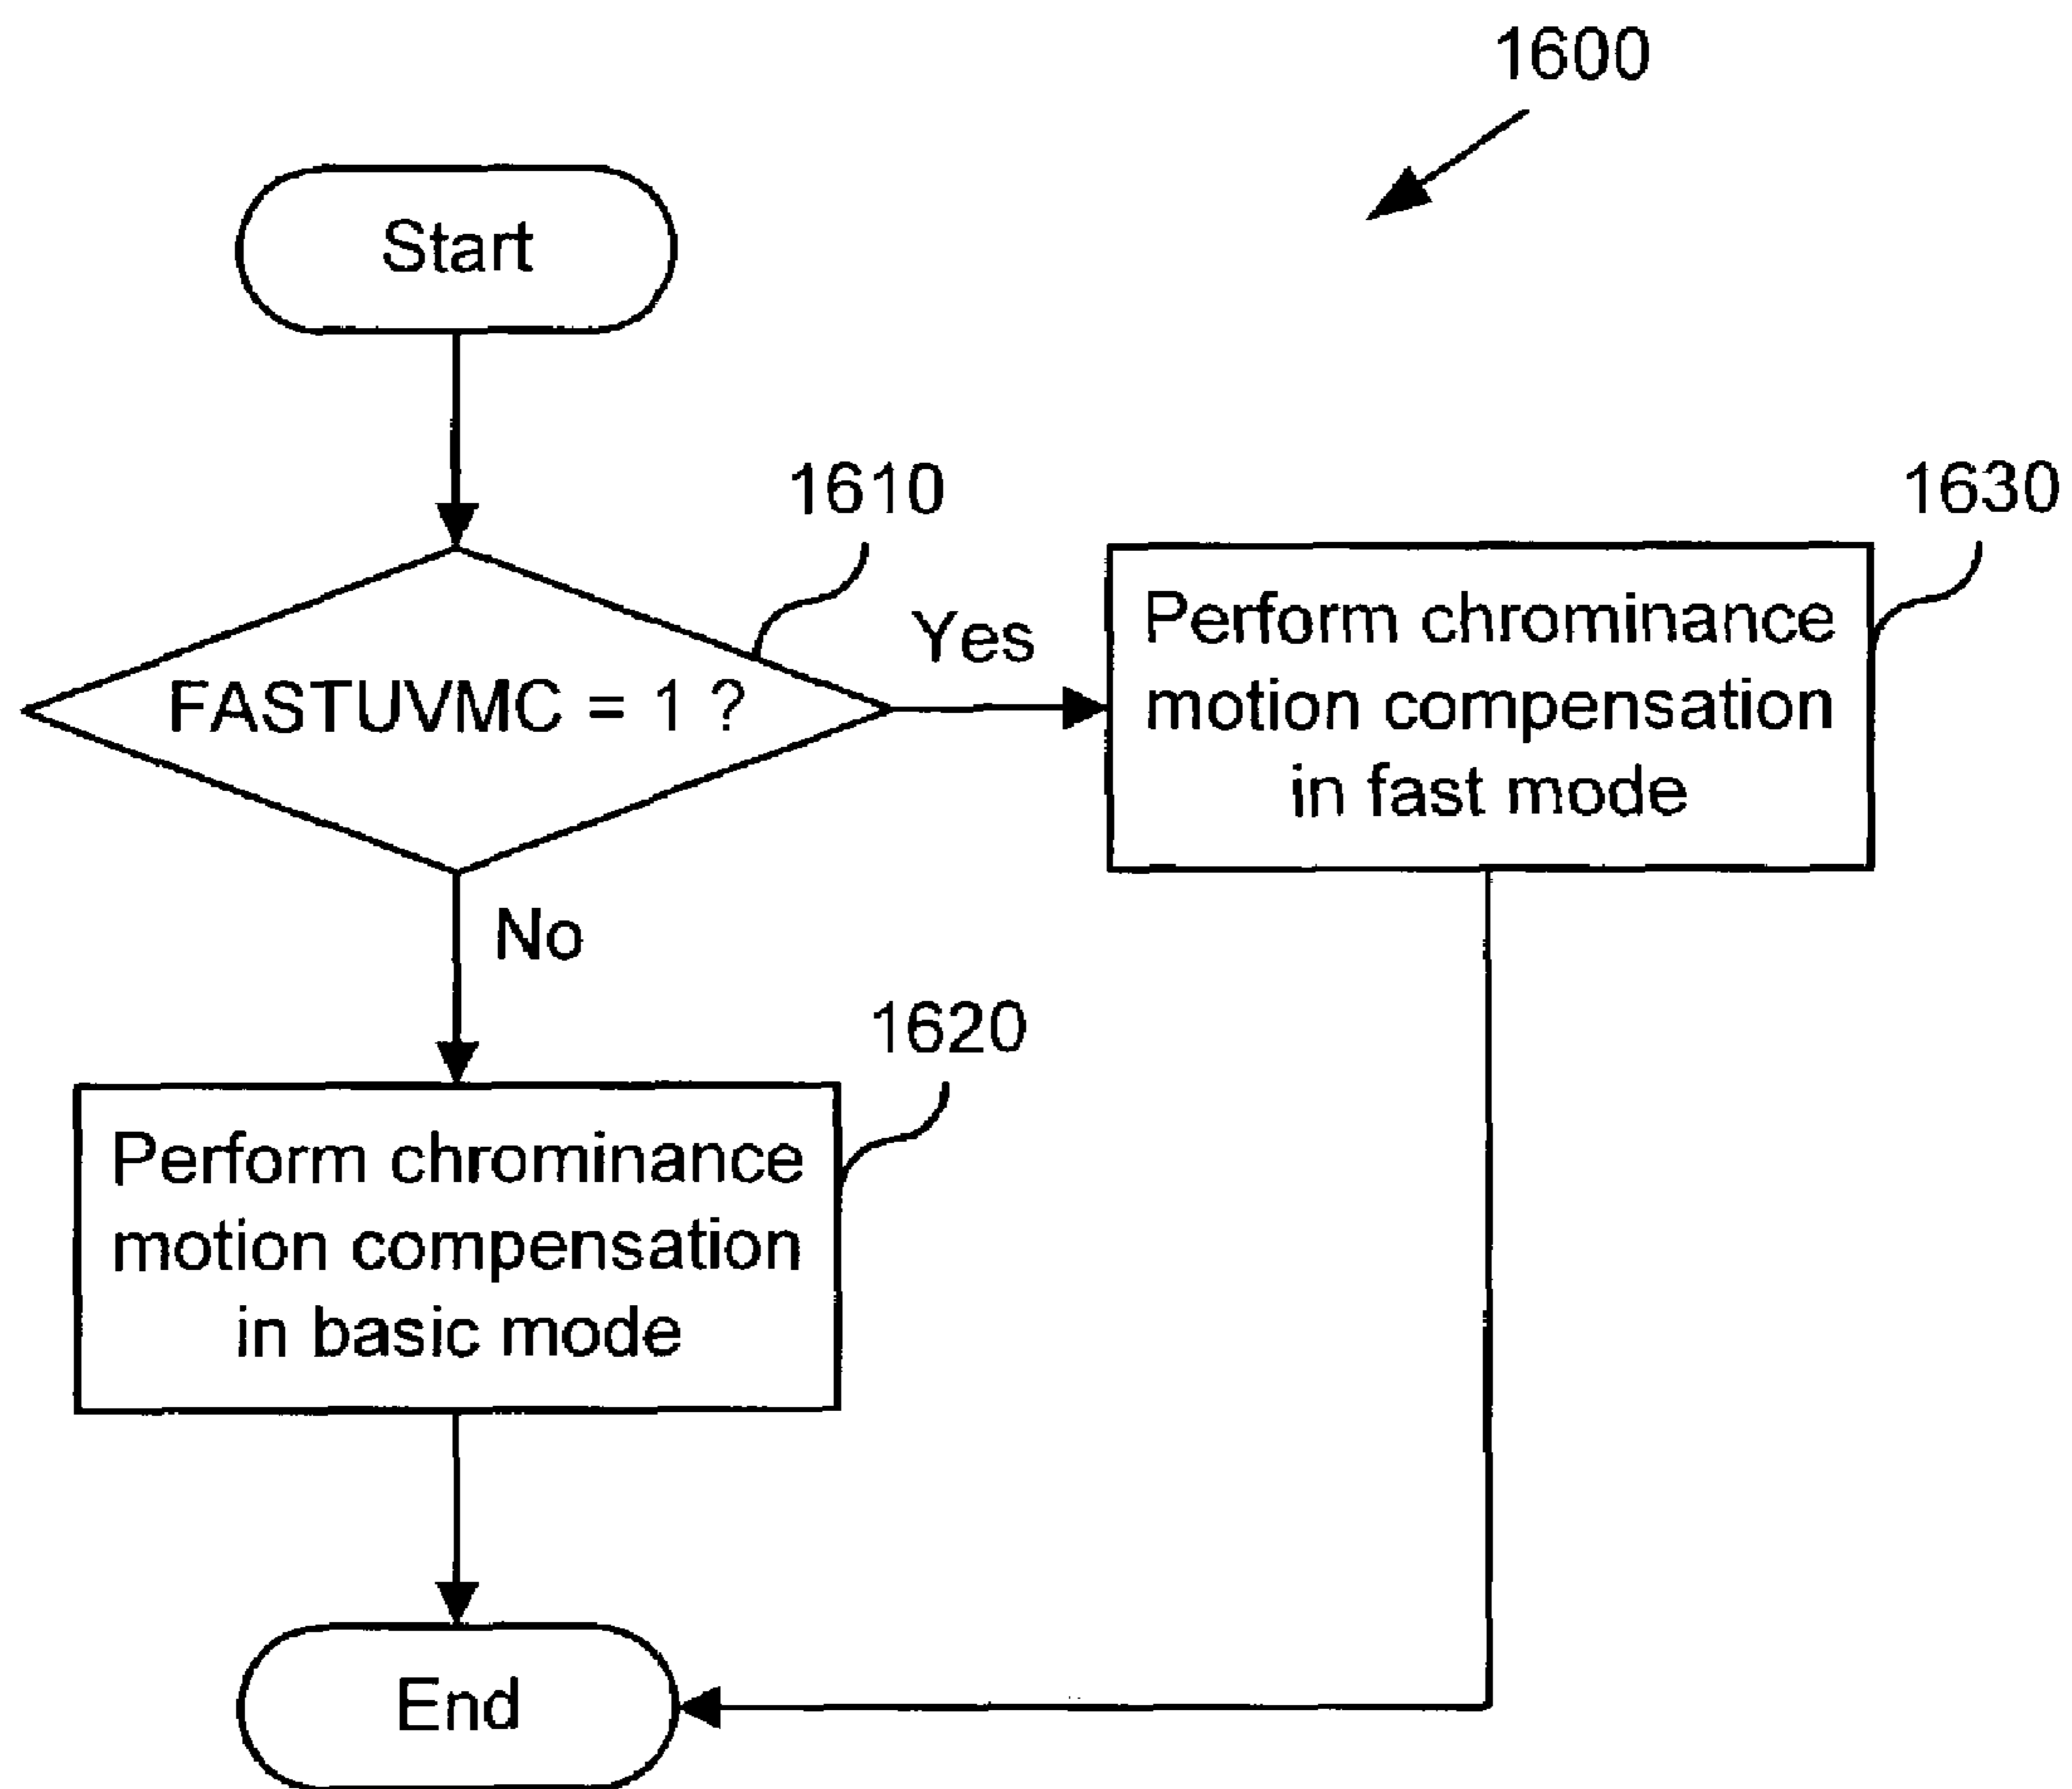 1600
Start
1610
1630
FASTUVMC = 1 ?
Yes
Perform chrominance
motion compensation
in fast mode
No
1620
Perform chrominance
motion compensation
in basic mode
End